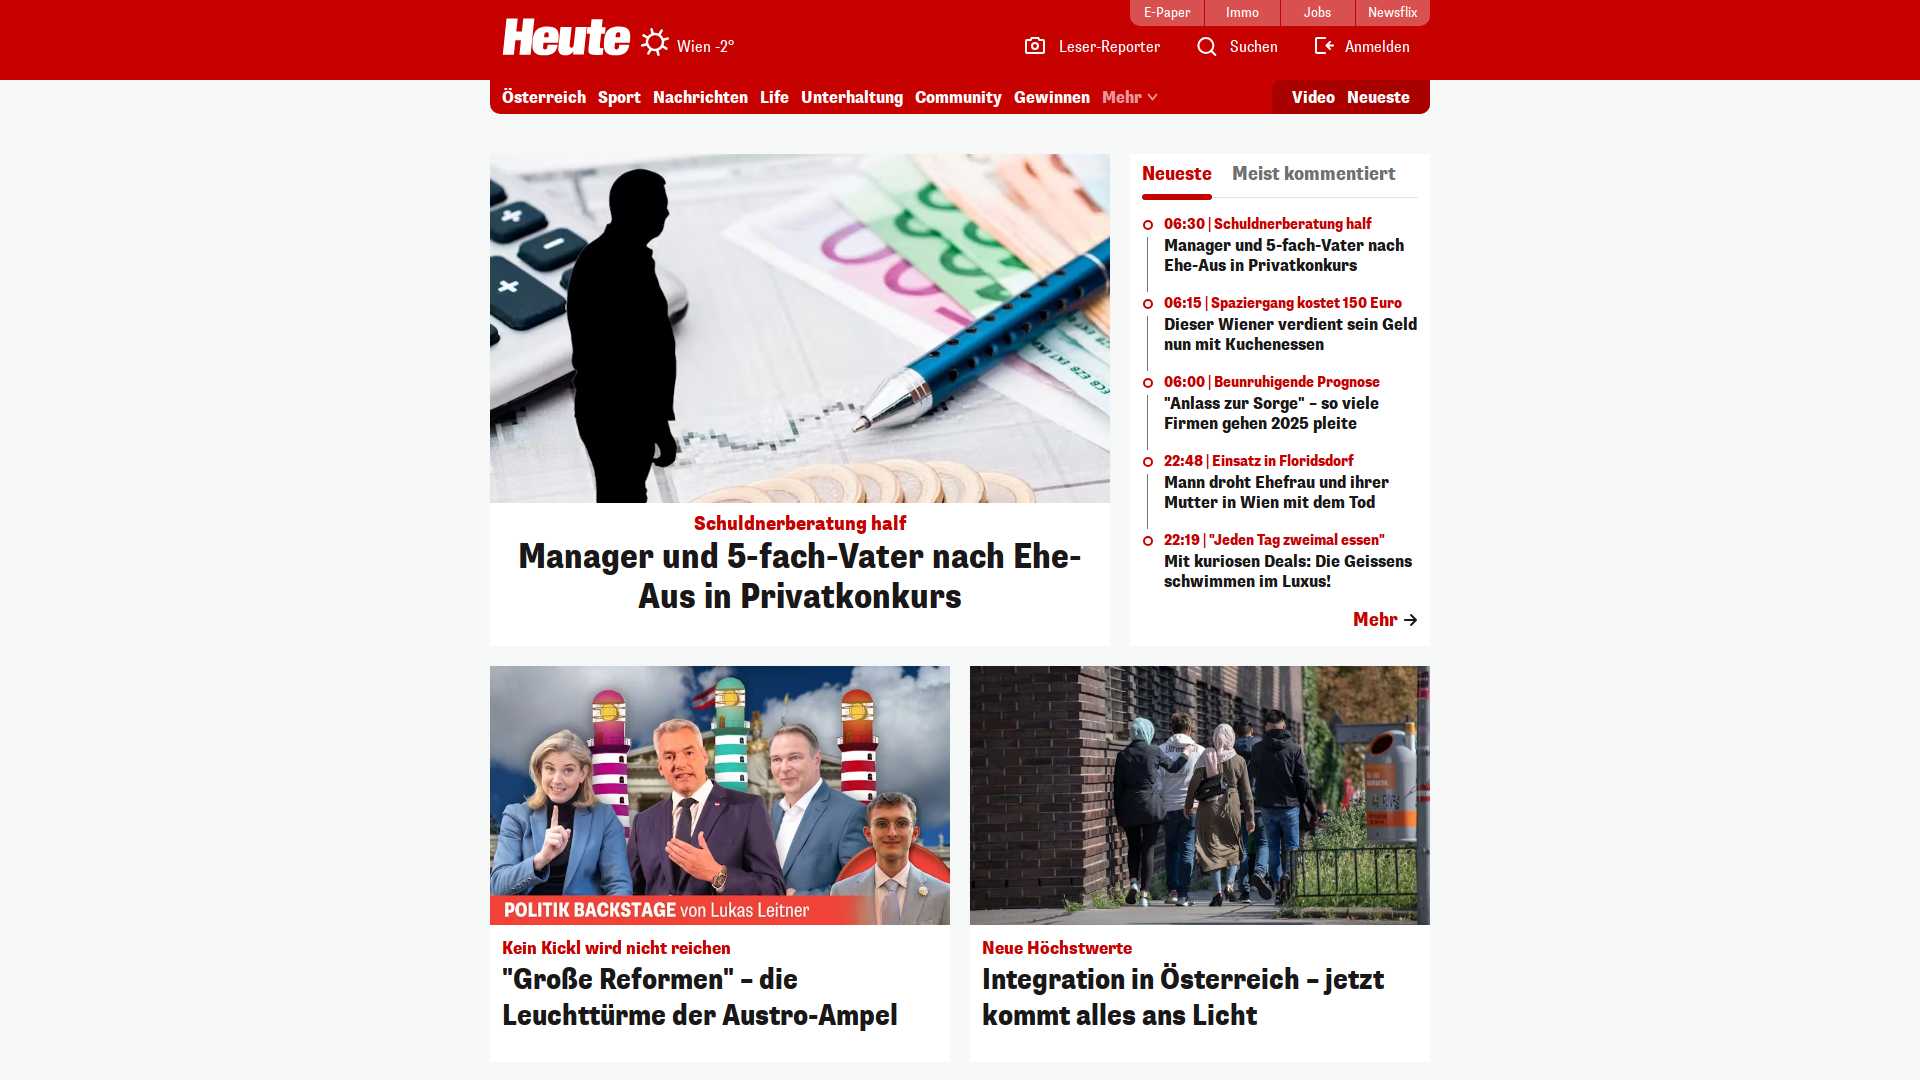 E-Paper
Immo
Jobs
Newsflix
Heute
Wien -2°
Leser-Reporter
Suchen
Anmelden
Österreich
Sport
Nachrichten
Life
Unterhaltung
Community
Gewinnen
Mehr
Video
Neueste
Schuldnerberatung half
Manager und 5-fach-Vater nach Ehe-
Aus in Privatkonkurs
Neueste
Meist kommentiert
06:30 | Schuldnerberatung half
Manager und 5-fach-Vater nach
Ehe-Aus in Privatkonkurs
06:15 | Spaziergang kostet 150 Euro
Dieser Wiener verdient sein Geld
nun mit Kuchenessen
06:00 | Beunruhigende Prognose
"Anlass zur Sorge" – so viele
Firmen gehen 2025 pleite
22:48 | Einsatz in Floridsdorf
Mann droht Ehefrau und ihrer
Mutter in Wien mit dem Tod
22:19 | "Jeden Tag zweimal essen"
Mit kuriosen Deals: Die Geissens
schwimmen im Luxus!
Mehr
POLITIK BACKSTAGE von Lukas Leitner
Kein Kickl wird nicht reichen
"Große Reformen" – die
Leuchttürme der Austro-Ampel
Neue Höchstwerte
Integration in Österreich – jetzt
kommt alles ans Licht